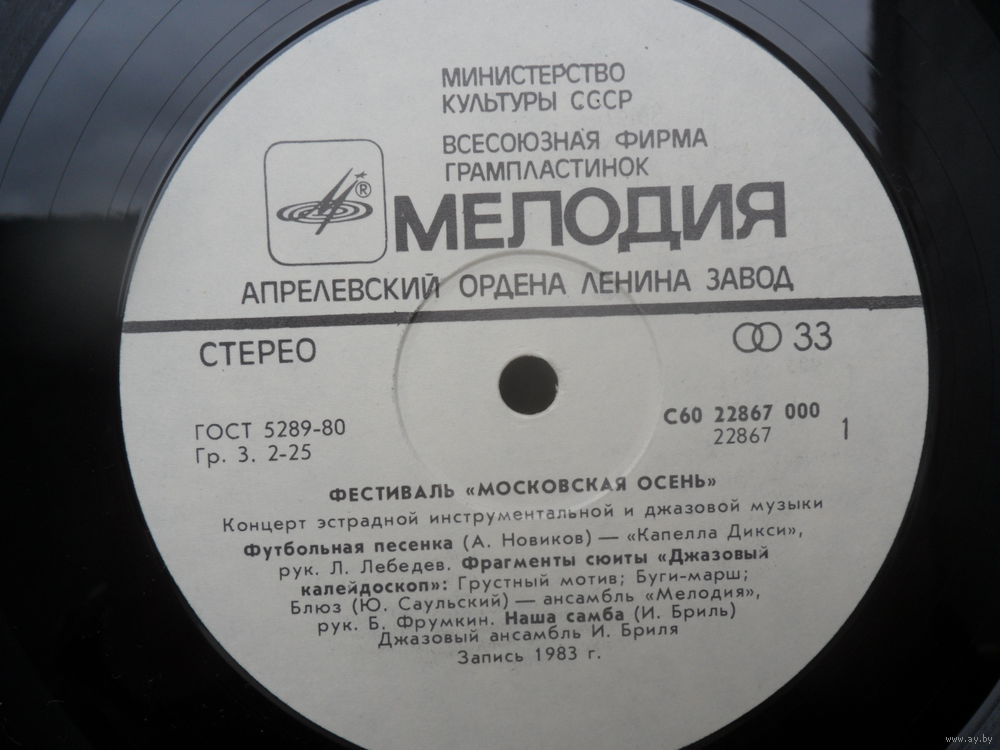 МИНИСТЕРСТВО
КУЛЬТУРЫ СССР
ВСЕСОЮЗНАЯ ФИРМА
ГРАМПЛАСТИНОК
®
МЕЛОДИЯ
АПРЕЛЕВСКИЙ ОРДЕНА ЛЕНИНА ЗАВОД
СТЕРЕО
33
ГОСТ 5289-80
Гр. 3. 2-25
С60 22867 000
22867
1
ФЕСТИВАЛЬ «МОСКОВСКАЯ ОСЕНЬ»
Концерт эстрадной инструментальной и джазовой музыки
Футбольная песенка (А. Новиков) — «Капелла Дикси»,
рук. Л. Лебедев. Фрагменты сюиты «Джазовый
калейдоскоп»: Грустный мотив; Буги-марш;
Блюз (Ю. Саульский) — ансамбль «Мелодия»,
рук. Б. Фрумкин. Наша самба (И. Бриль)
Джазовый ансамбль И. Бриля
Запись 1983 г.
www.ay.by